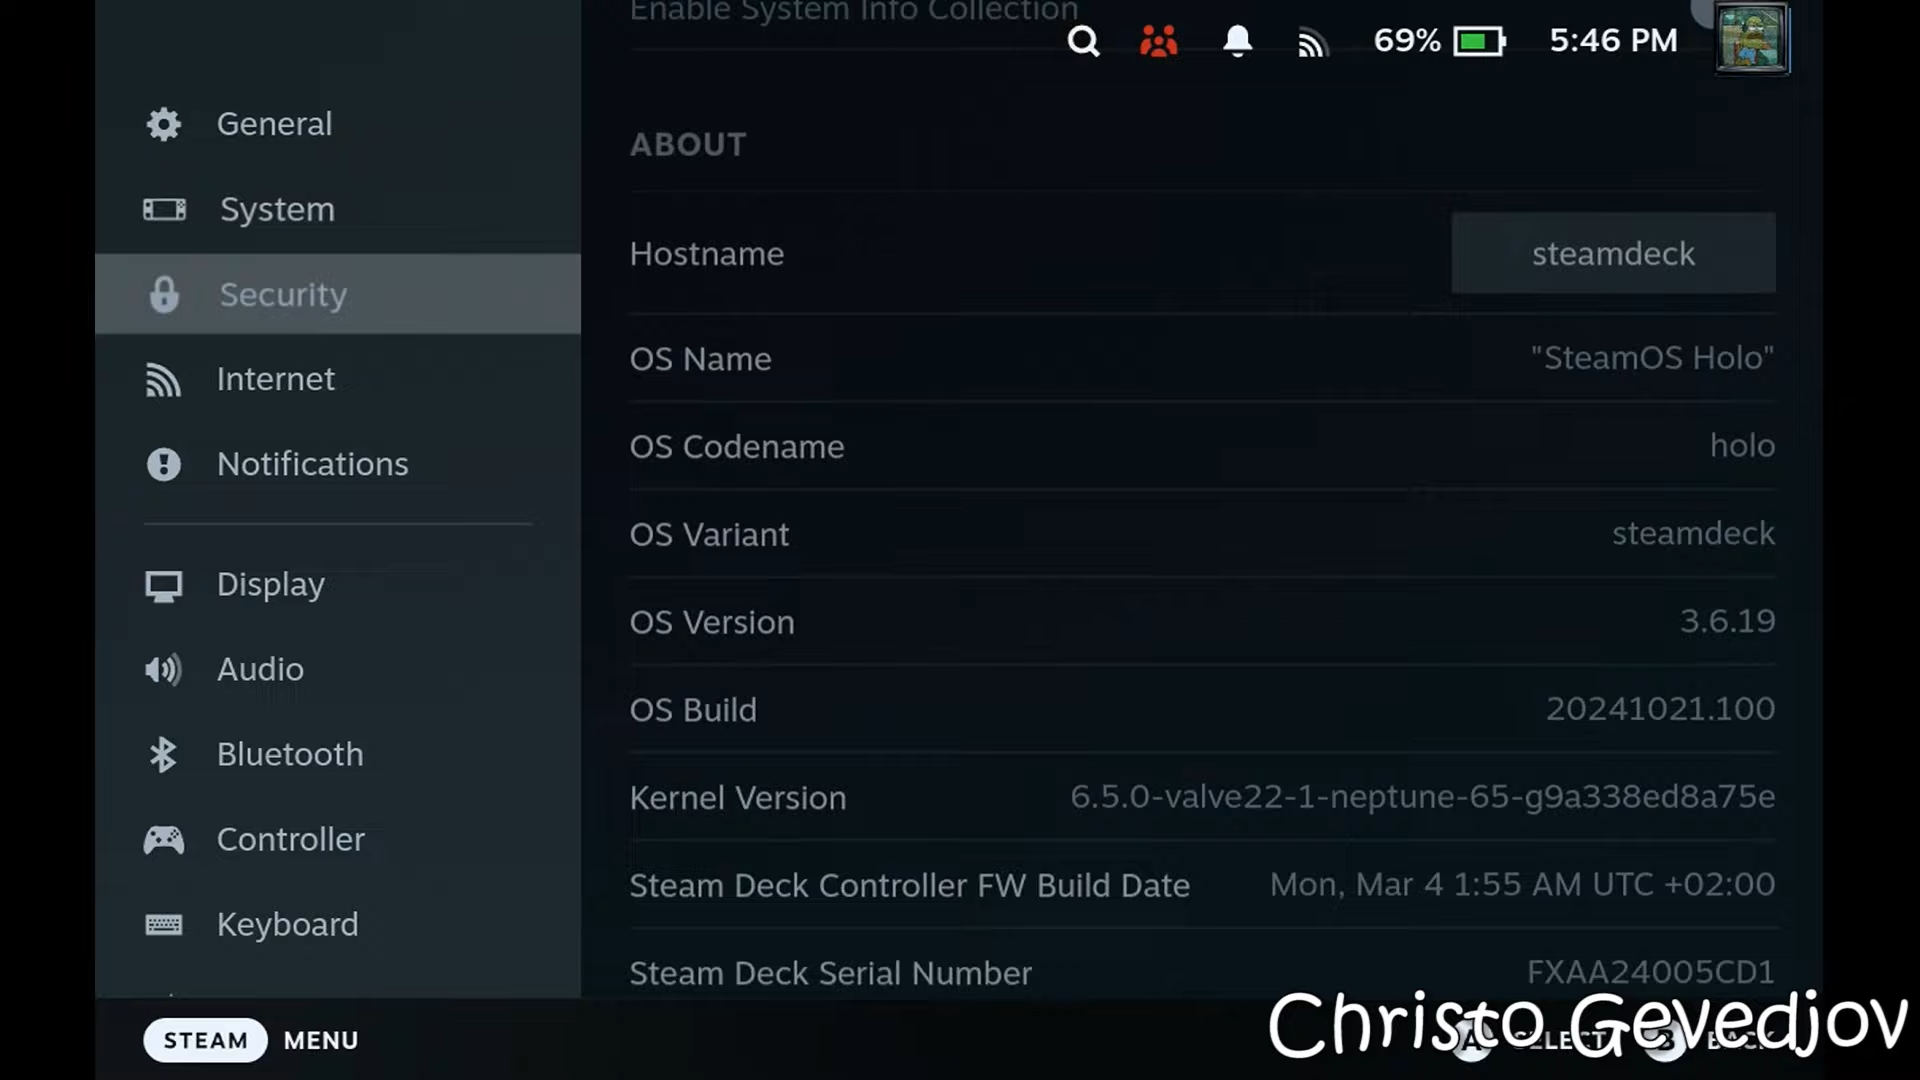 Enable System Info Collection
69% 5:46 PM
General
System
Security
Internet
Notifications
Display
Audio
Bluetooth
Controller
Keyboard
ABOUT
Hostname steamdeck
OS Name "SteamOS Holo"
OS Codename holo
OS Variant steamdeck
OS Version 3.6.19
OS Build 20241021.100
Kernel Version 6.5.0-valve22-1-neptune-65-g9a338ed8a75e
Steam Deck Controller FW Build Date Mon, Mar 4 1:55 AM UTC +02:00
Steam Deck Serial Number FXAA24005CD1
STEAM MENU
A SELECT B BACK
Christo Gevedjov